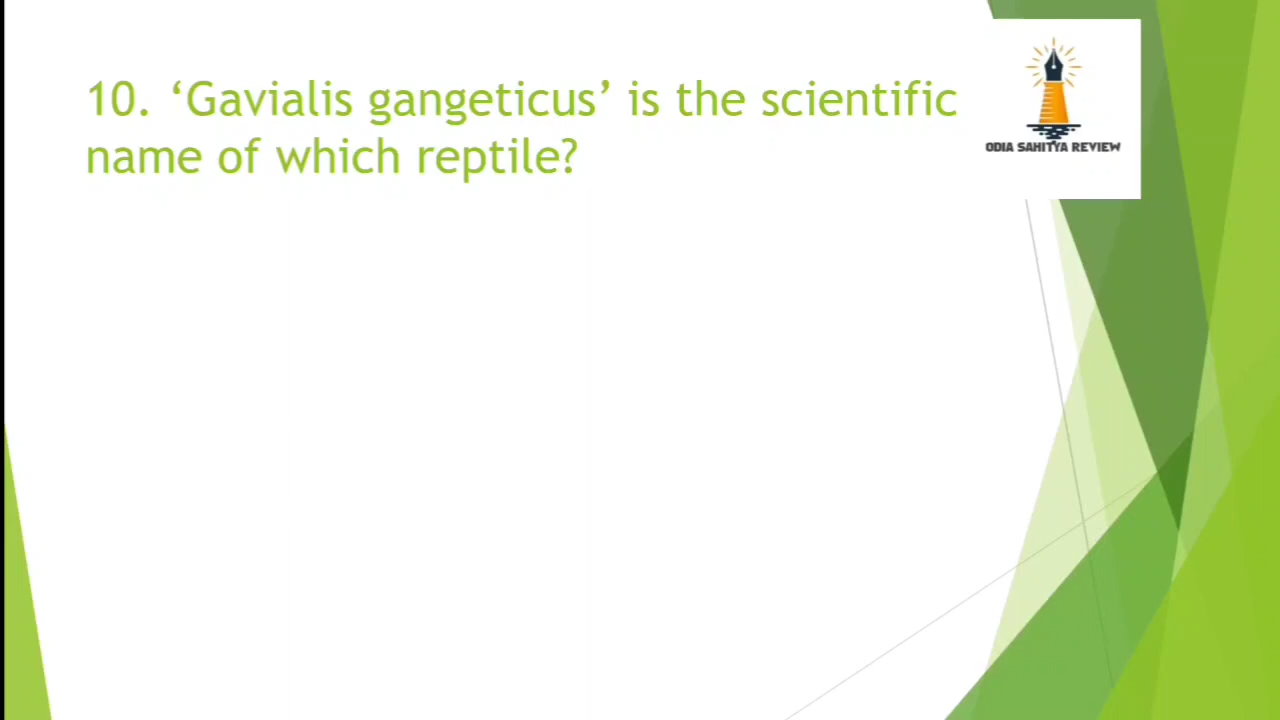 10. ‘Gavialis gangeticus’ is the scientific
name of which reptile?
ODIA SAHITYA REVIEW